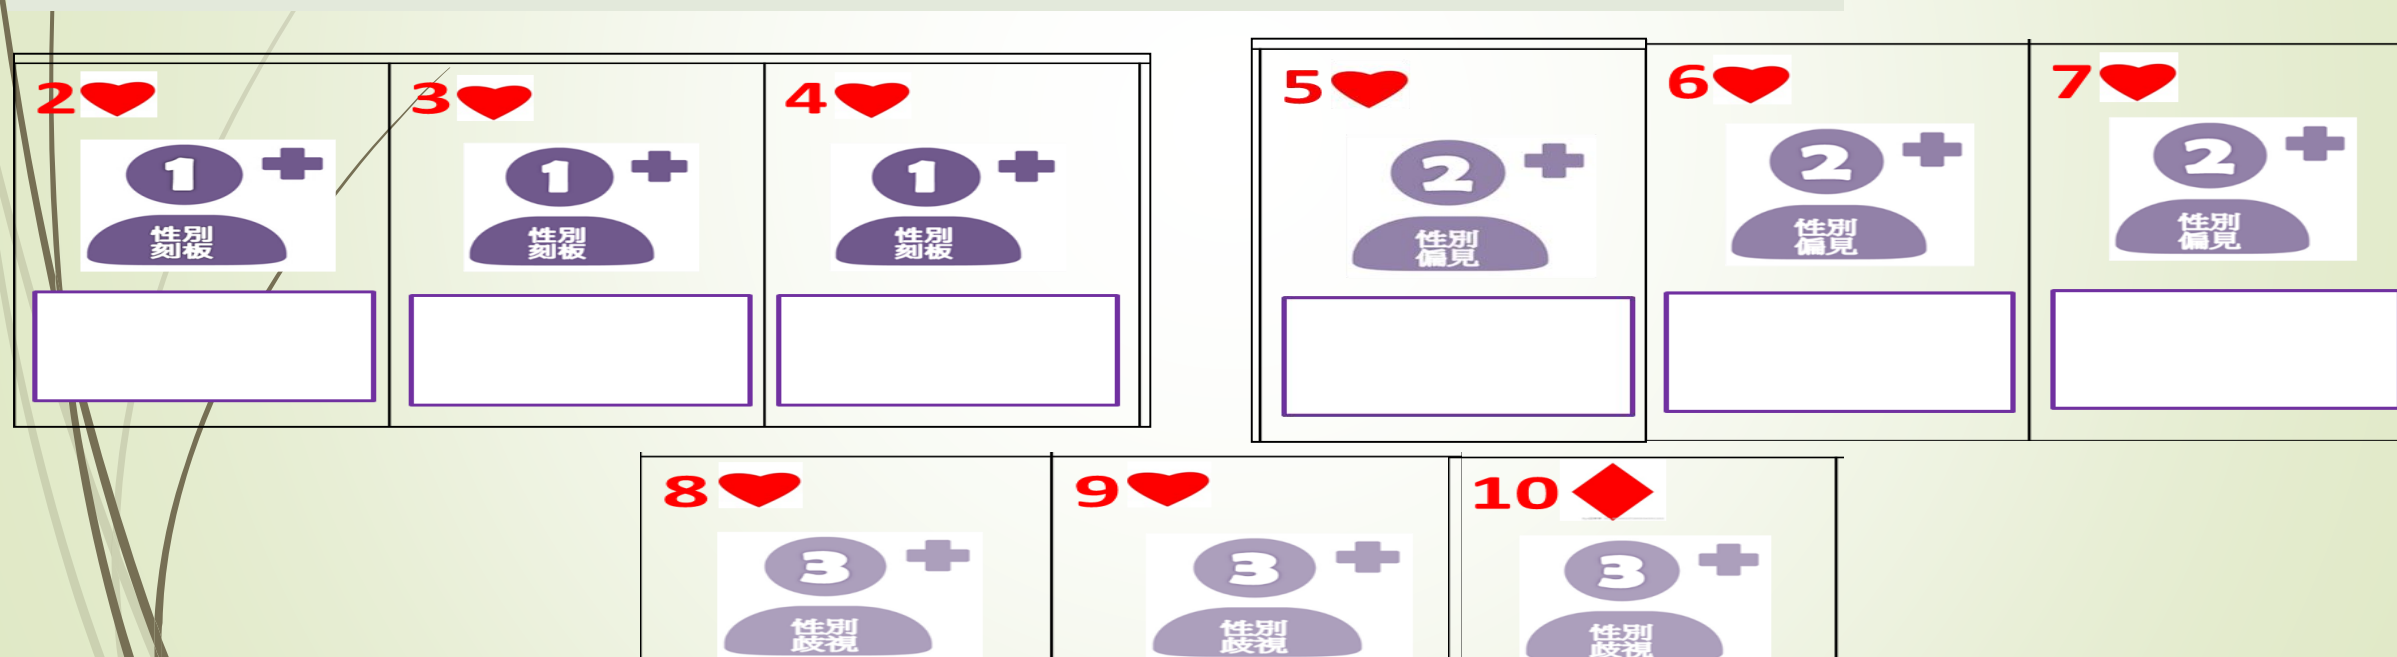 2 3 4
1 1 1
性別 性別 性別
刻板 刻板 刻板
5 6 7
2 2 2
性別 性別 性別
偏見 偏見 偏見
8 9 10
3 3 3
性別 性別 性別
歧視 歧視 歧視